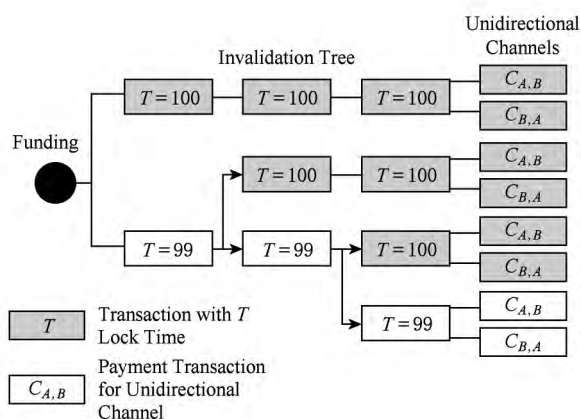 Unidirectional
Channels
Invalidation Tree
Funding
T = 100
T = 100
T = 100
C_{A,B}
C_{B,A}
T = 100
T = 100
C_{A,B}
C_{B,A}
T = 99
T = 99
T = 100
C_{A,B}
C_{B,A}
T = 99
C_{A,B}
C_{B,A}
T
Transaction with T
Lock Time
C_{A,B}
Payment Transaction
for Unidirectional
Channel